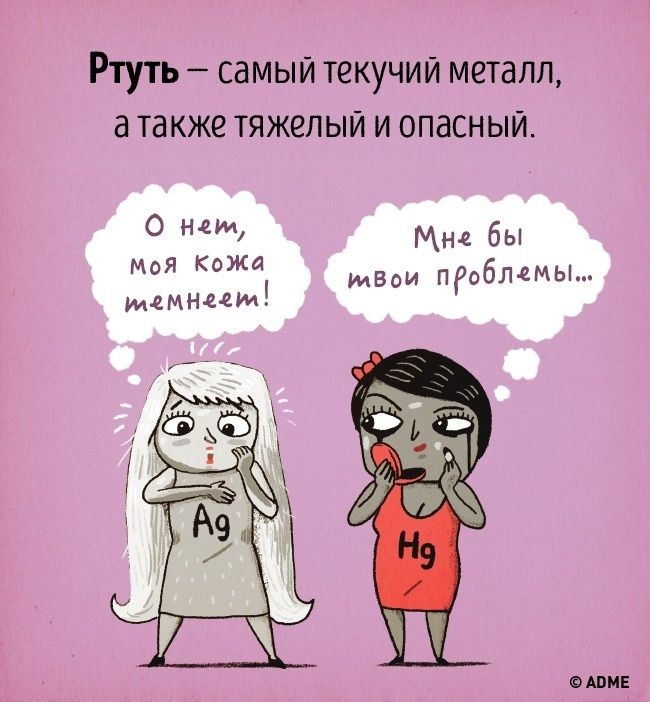 Ртуть – самый текучий металл,
а также тяжелый и опасный.
О нет,
моя кожа
темнеет!
Мне бы
твои проблемы...
Ag
Hg
© ADME